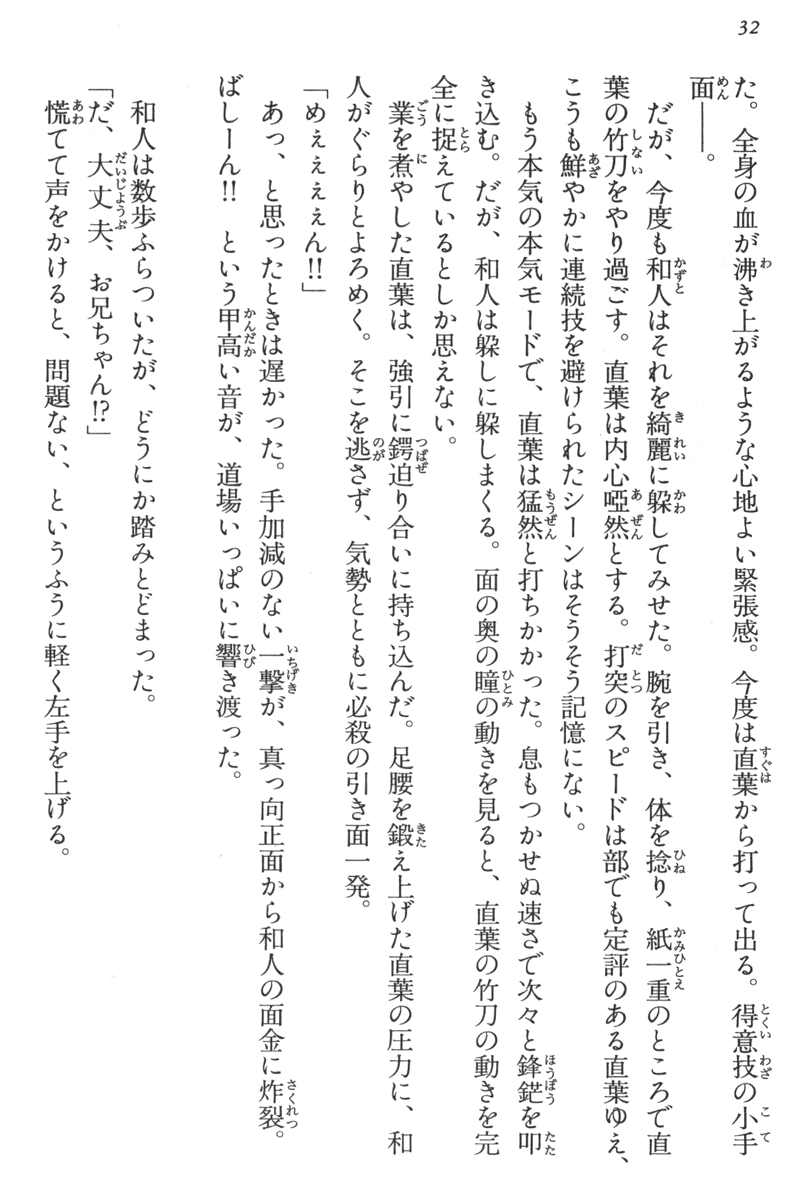 32
た。全身の血が沸き上がるような心地よい緊張感。今度は直葉から打って出る。得意技の小手
面――。
だが、今度も和人はそれを綺麗に躱してみせた。腕を引き、体を捻り、紙一重のところで直
葉の竹刀をやり過ごす。直葉は内心啞然とする。打突のスピードは部でも定評のある直葉ゆえ、
こうも鮮やかに連続技を避けられたシーンはそうそう記憶にない。
もう本気の本気モードで、直葉は猛然と打ちかかった。息もつかせぬ速さで次々と鋒鋩を叩
き込む。だが、和人は躱しに躱しまくる。面の奥の瞳の動きを見ると、直葉の竹刀の動きを完
全に捉えているとしか思えない。
業を煮やした直葉は、強引に鍔迫り合いに持ち込んだ。足腰を鍛え上げた直葉の圧力に、和
人がぐらりとよろめく。そこを逃さず、気勢とともに必殺の引き面一発。
「めぇぇぇぇん!!」
あっ、と思ったときは遅かった。手加減のない一撃が、真っ向正面から和人の面金に炸裂。
ばしーん!!　という甲高い音が、道場いっぱいに響き渡った。
和人は数歩ふらついたが、どうにか踏みとどまった。
「だ、大丈夫、お兄ちゃん!?」
慌てて声をかけると、問題ない、というふうに軽く左手を上げる。